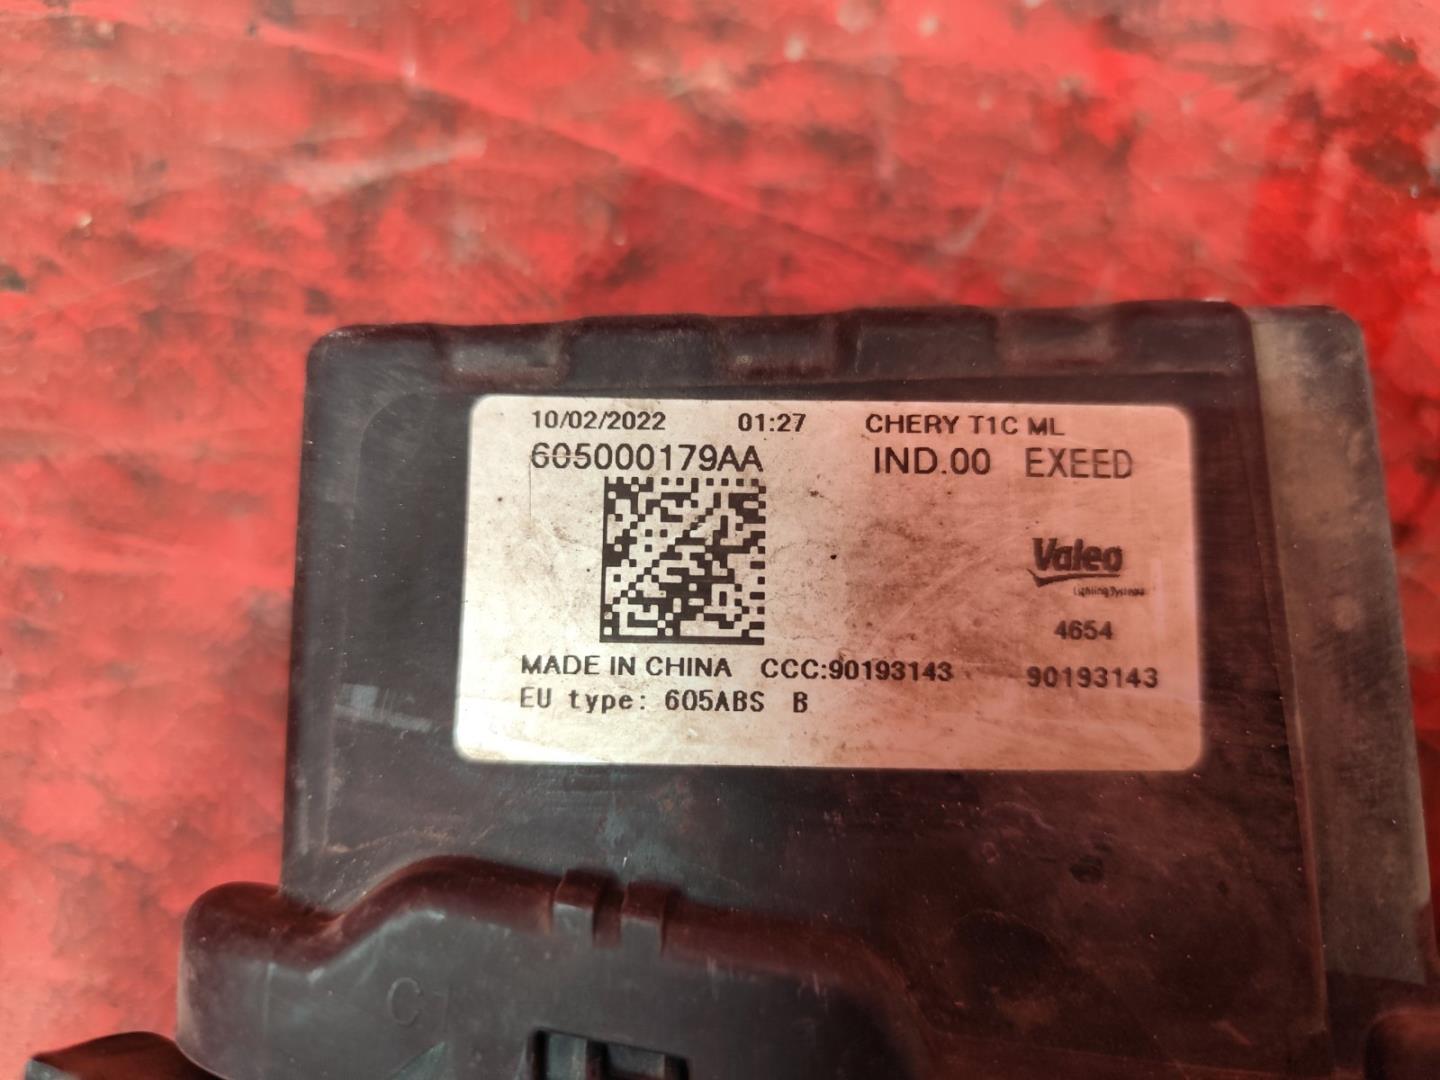 10/02/2022 01:27 CHERY T1C ML
605000179AA IND.00 EXEED
Valeo
Lighting Systems
4654
MADE IN CHINA CCC:90193143 90193143
EU type: 605ABS B
C1